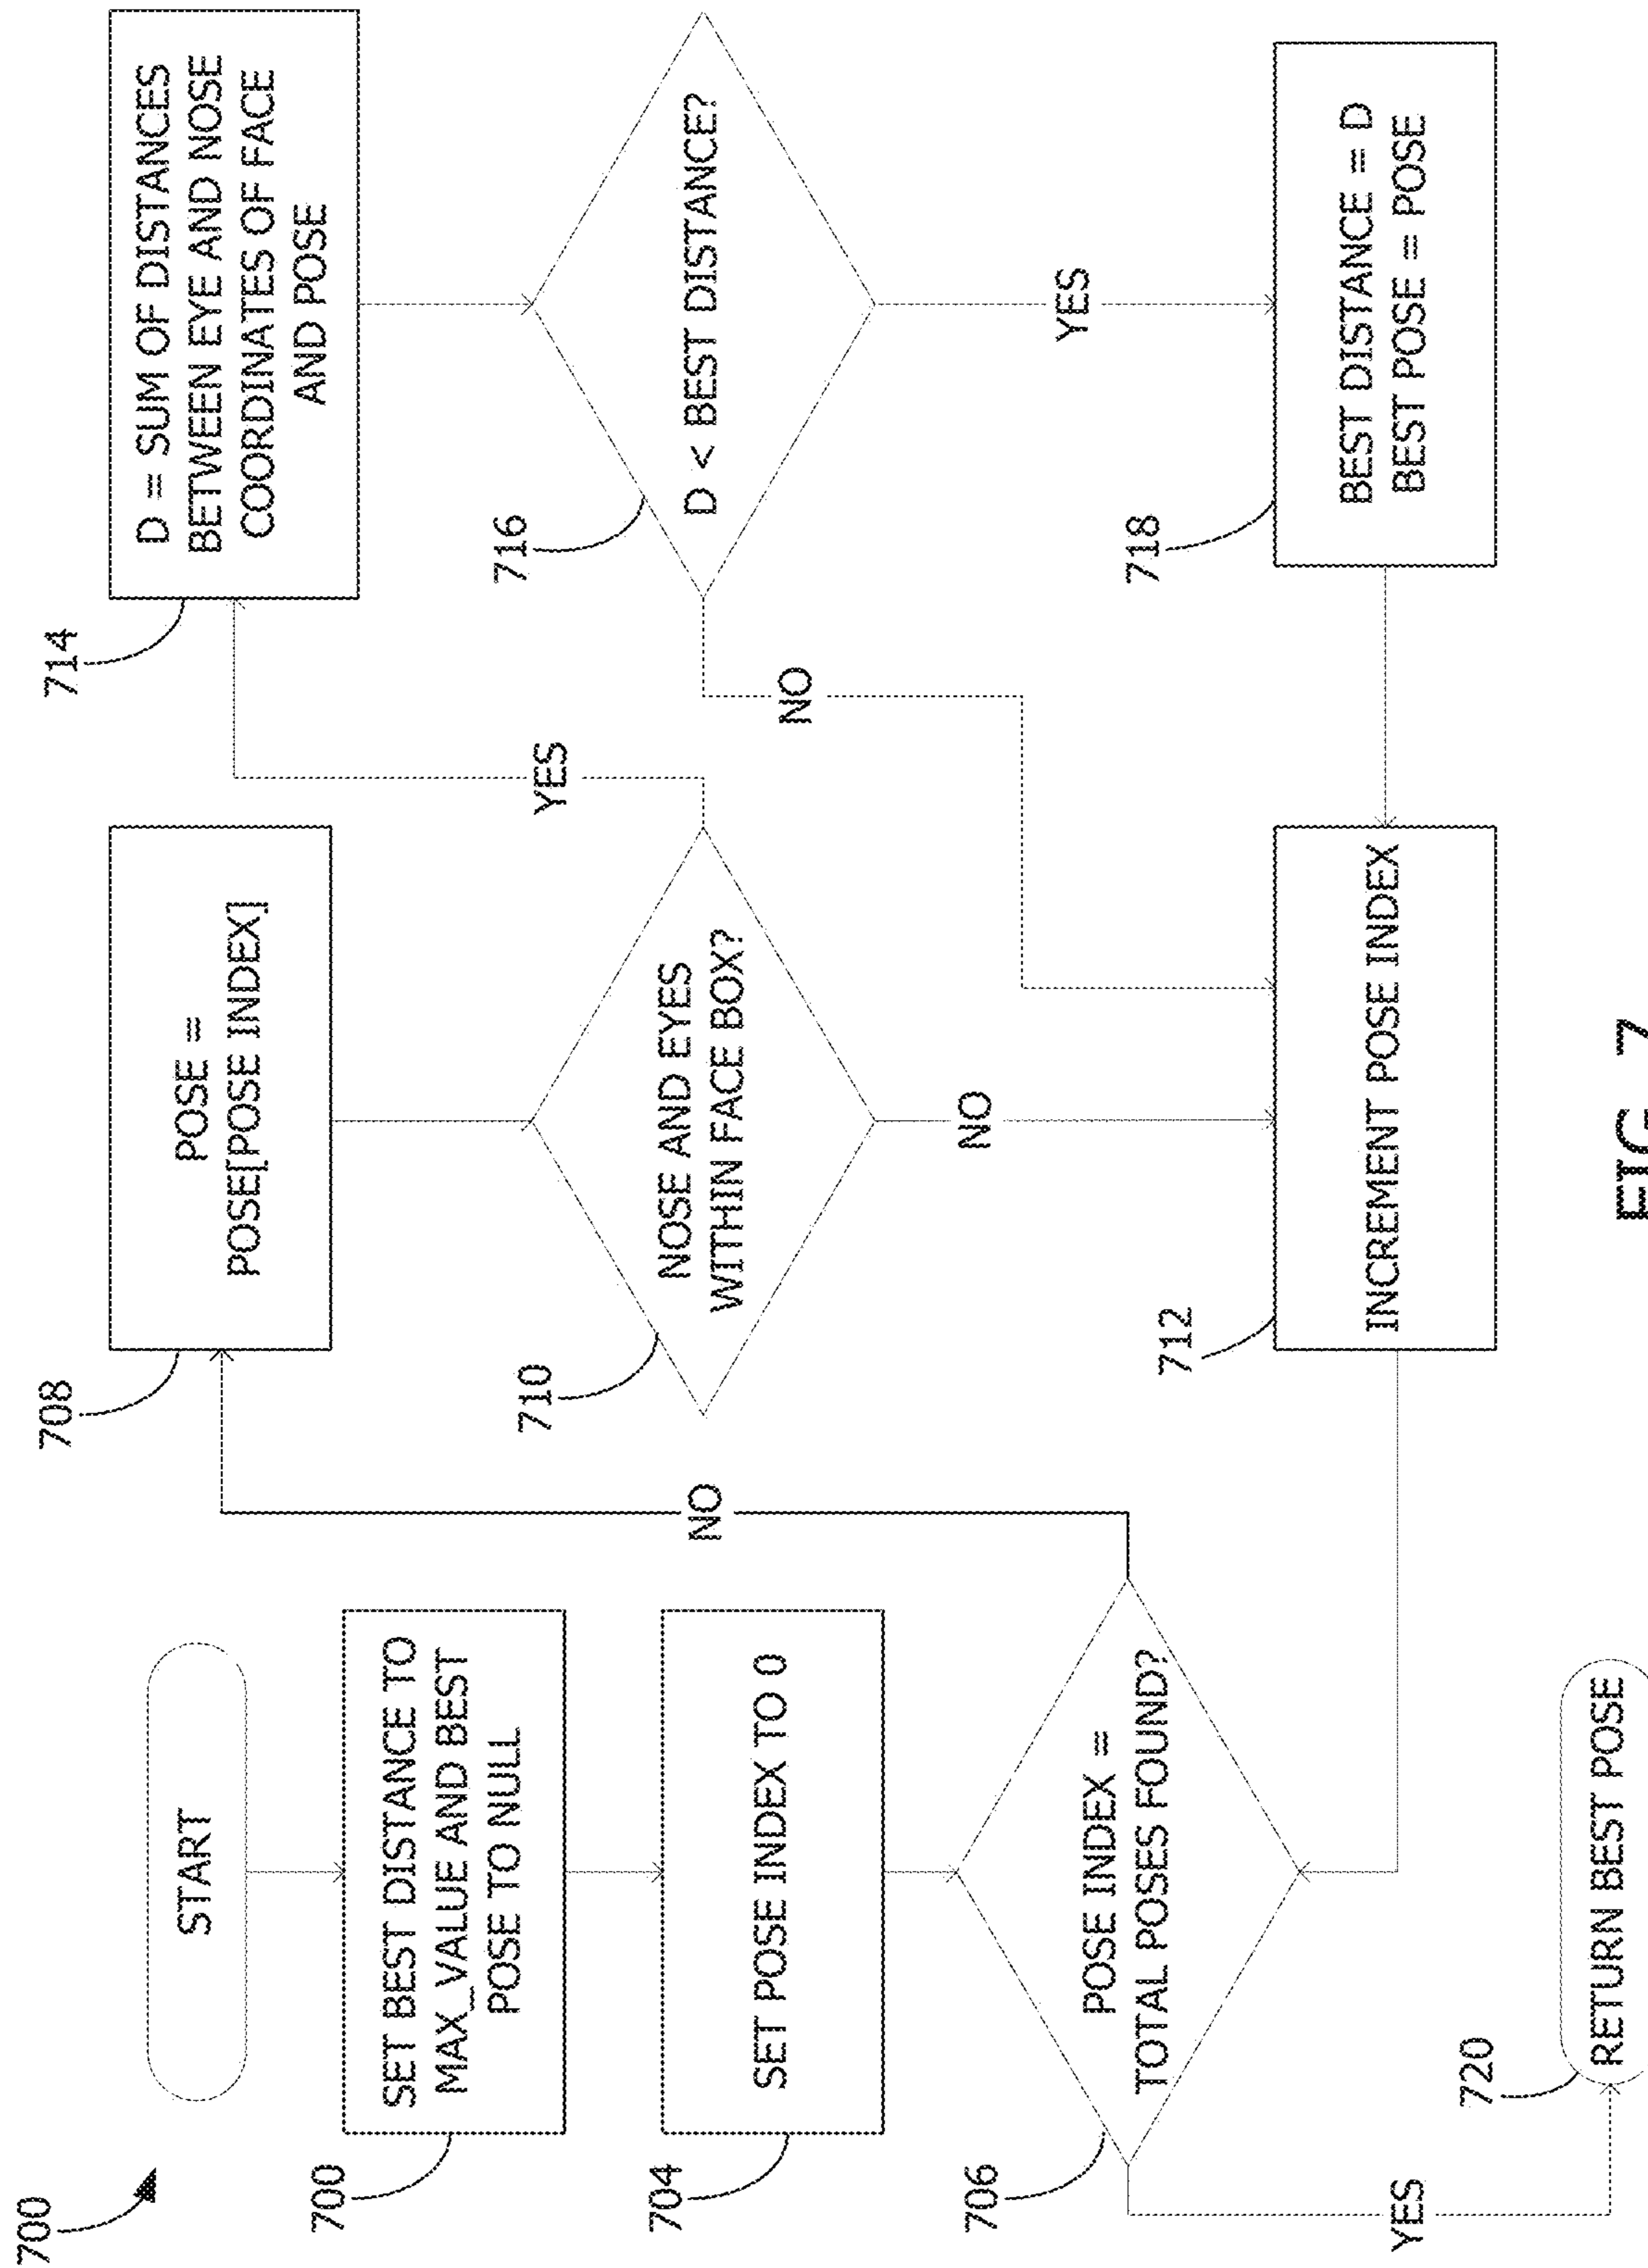 700
START
700
SET BEST DISTANCE TO
MAX_VALUE AND BEST
POSE TO NULL
704
SET POSE INDEX TO 0
706
POSE INDEX =
TOTAL POSES FOUND?
NO
YES
720
RETURN BEST POSE
708
POSE =
POSE[POSE INDEX]
710
NOSE AND EYES
WITHIN FACE BOX?
YES
NO
712
INCREMENT POSE INDEX
714
D = SUM OF DISTANCES
BETWEEN EYE AND NOSE
COORDINATES OF FACE
AND POSE
716
D < BEST DISTANCE?
NO
YES
718
BEST DISTANCE = D
BEST POSE = POSE
FIG. 7